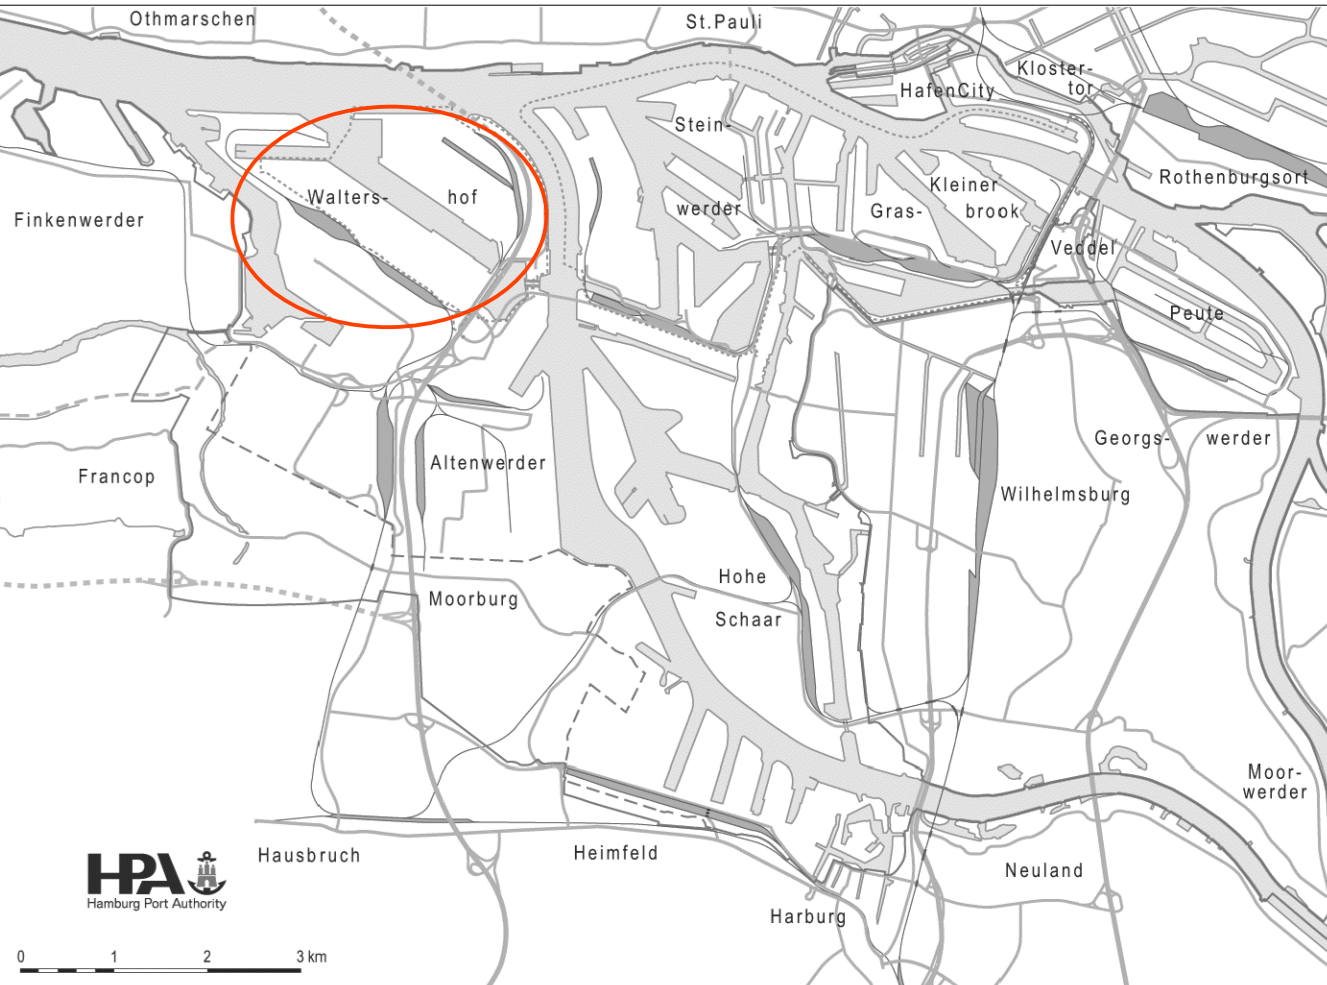 Othmarschen
St.Pauli
Kloster-
tor
HafenCity
Stein-
werder
Rothenburgsort
Kleiner
Gras-
brook
Walters-
hof
Finkenwerder
Veddel
Peute
Georgs-
werder
Altenwerder
Francop
Wilhelmsburg
Hohe
Schaar
Moorburg
Moor-
werder
Hausbruch
Heimfeld
Neuland
Harburg
HPA
Hamburg Port Authority
0 1 2 3 km